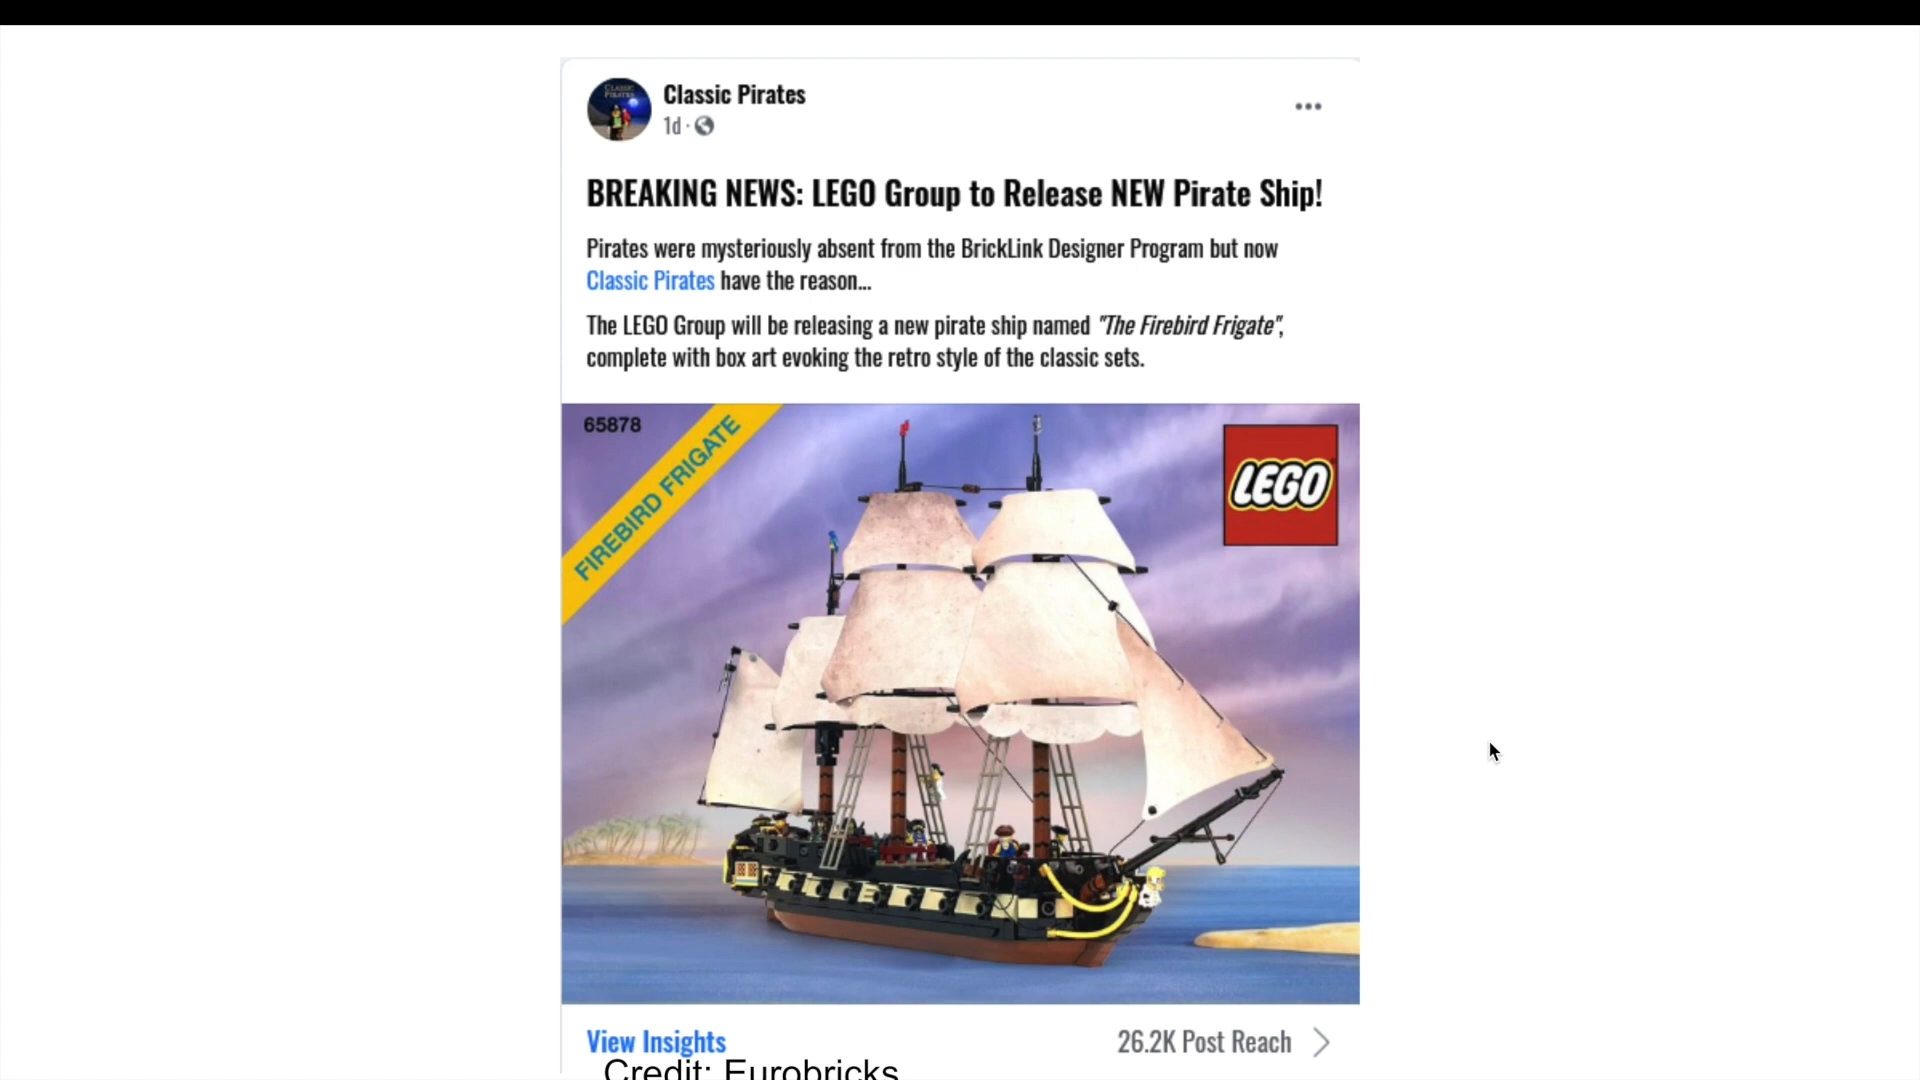 Classic Pirates
1d ·
BREAKING NEWS: LEGO Group to Release NEW Pirate Ship!
Pirates were mysteriously absent from the BrickLink Designer Program but now
Classic Pirates have the reason...
The LEGO Group will be releasing a new pirate ship named "The Firebird Frigate",
complete with box art evoking the retro style of the classic sets.
65878
FIREBIRD FRIGATE
LEGO
View Insights
26.2K Post Reach
Credit: Eurobricks